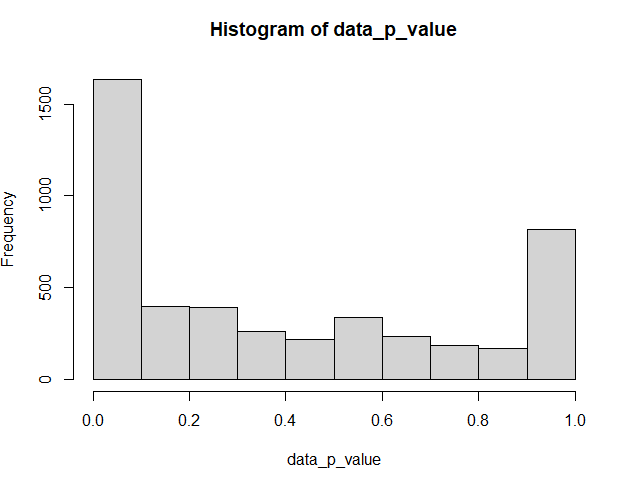 Histogram of data_p_value
Frequency
1500
1000
500
0
0.0 0.2 0.4 0.6 0.8 1.0
data_p_value